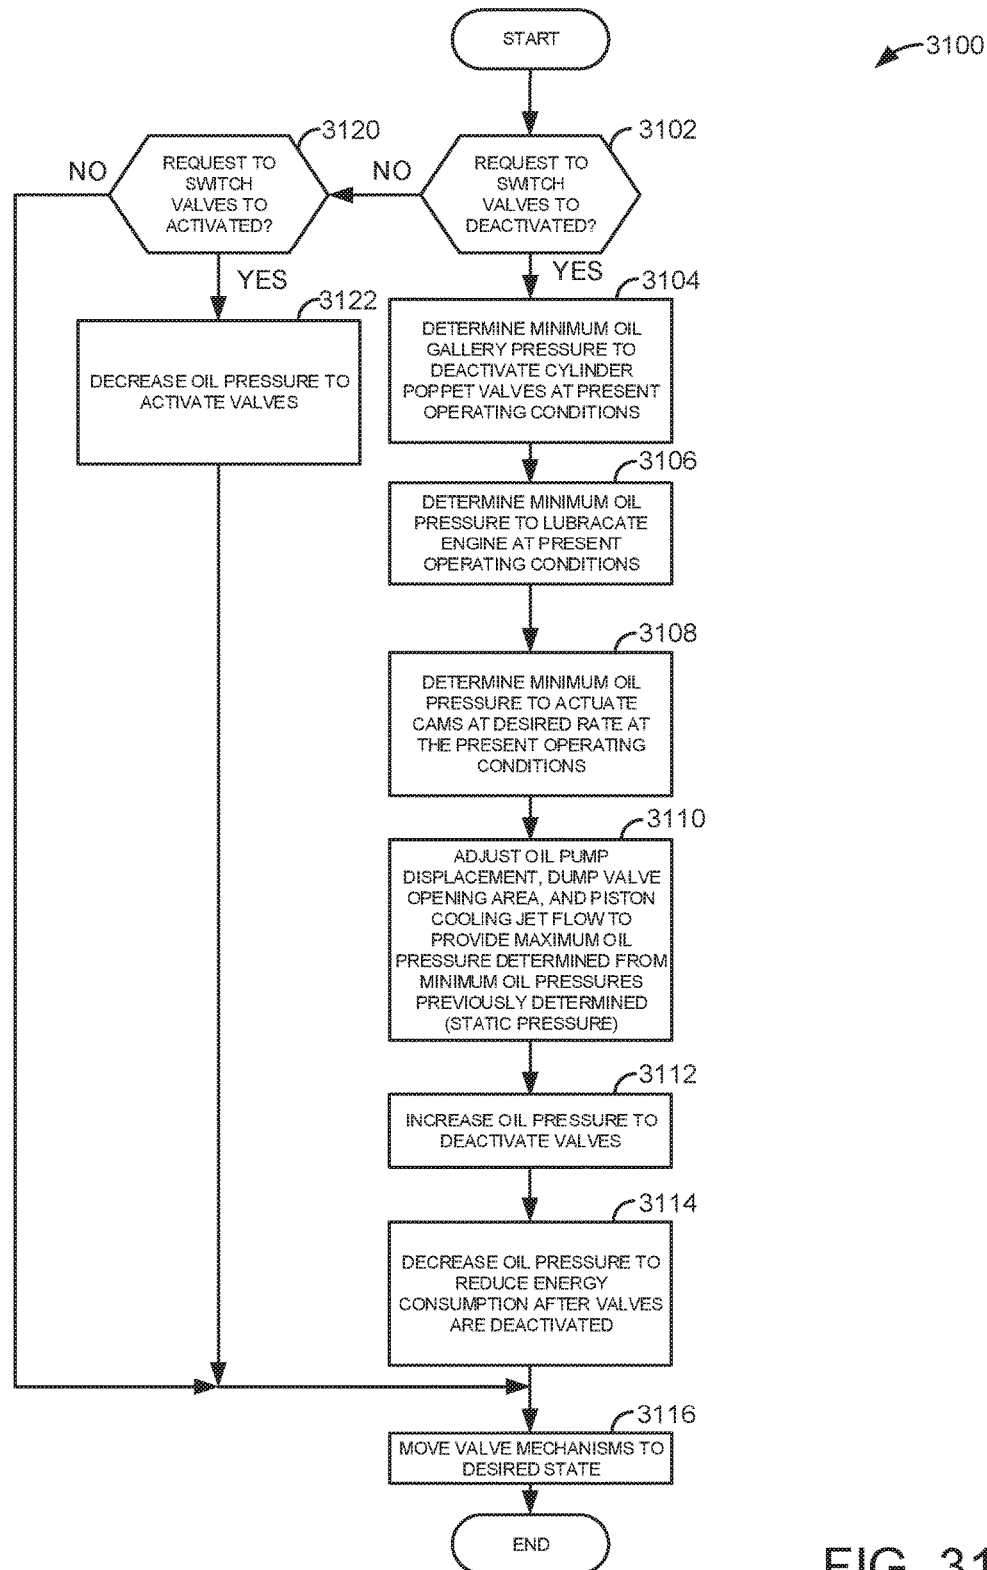 START
3100
3120
3102
NO
REQUEST TO
SWITCH
VALVES TO
ACTIVATED?
NO
REQUEST TO
SWITCH
VALVES TO
DEACTIVATED?
YES
YES
3122
3104
DECREASE OIL PRESSURE TO
ACTIVATE VALVES
DETERMINE MINIMUM OIL
GALLERY PRESSURE TO
DEACTIVATE CYLINDER
POPPET VALVES AT PRESENT
OPERATING CONDITIONS
3106
DETERMINE MINIMUM OIL
PRESSURE TO LUBRACATE
ENGINE AT PRESENT
OPERATING CONDITIONS
3108
DETERMINE MINIMUM OIL
PRESSURE TO ACTUATE
CAMS AT DESIRED RATE AT
THE PRESENT OPERATING
CONDITIONS
3110
ADJUST OIL PUMP
DISPLACEMENT, DUMP VALVE
OPENING AREA, AND PISTON
COOLING JET FLOW TO
PROVIDE MAXIMUM OIL
PRESSURE DETERMINED FROM
MINIMUM OIL PRESSURES
PREVIOUSLY DETERMINED
(STATIC PRESSURE)
3112
INCREASE OIL PRESSURE TO
DEACTIVATE VALVES
3114
DECREASE OIL PRESSURE TO
REDUCE ENERGY
CONSUMPTION AFTER VALVES
ARE DEACTIVATED
3116
MOVE VALVE MECHANISMS TO
DESIRED STATE
END
FIG. 31